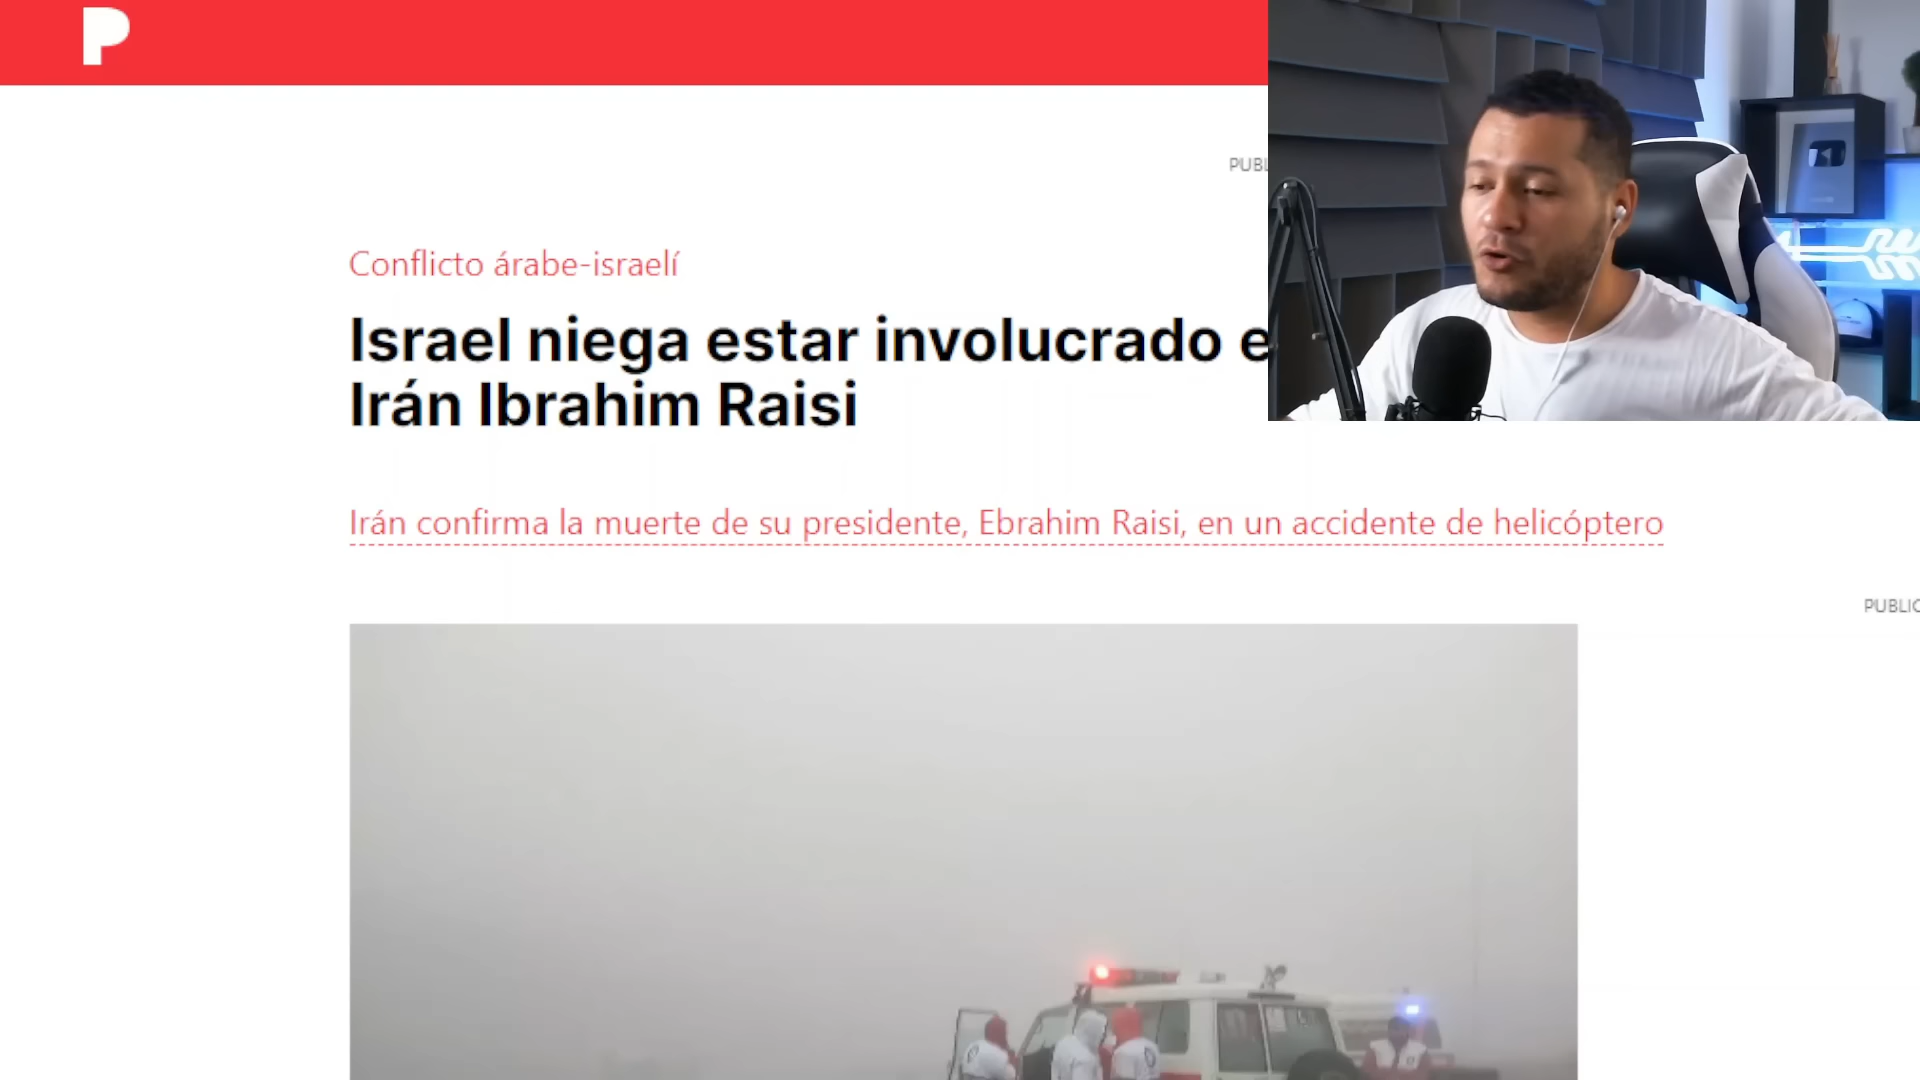 P
PUBL
Conflicto árabe-israelí
Israel niega estar involucrado e
Irán Ibrahim Raisi
Irán confirma la muerte de su presidente, Ebrahim Raisi, en un accidente de helicóptero
PUBLIC